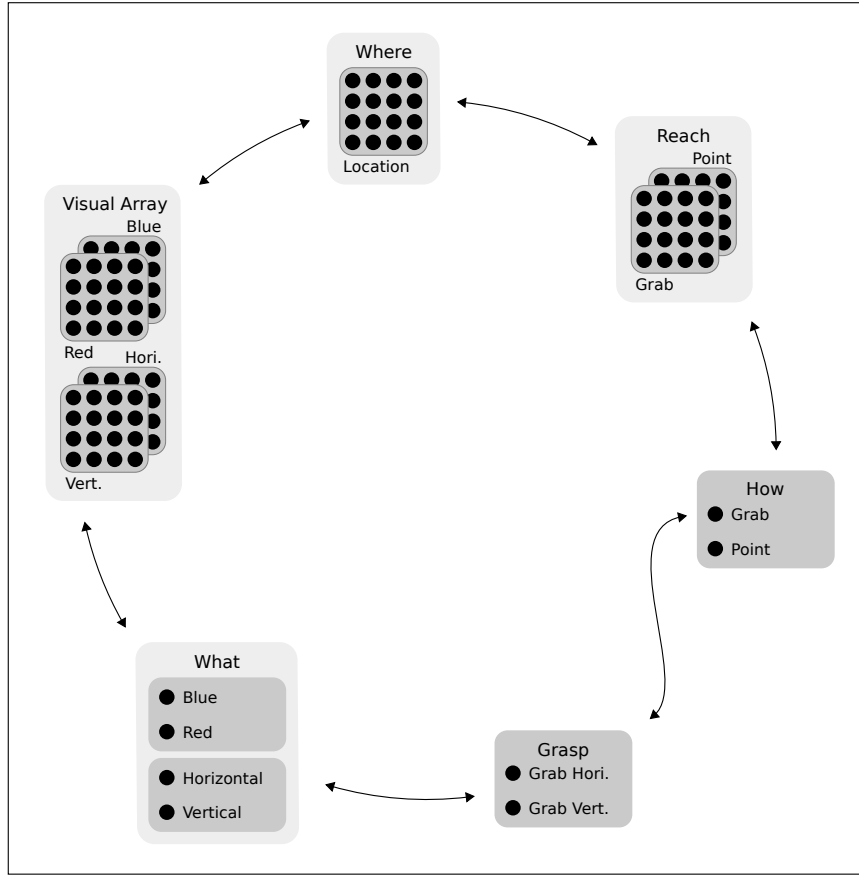 Where
Location
Reach
Point
Grab
Visual Array
Blue
Red
Hori.
Vert.
How
Grab
Point
What
Blue
Red
Horizontal
Vertical
Grasp
Grab Hori.
Grab Vert.